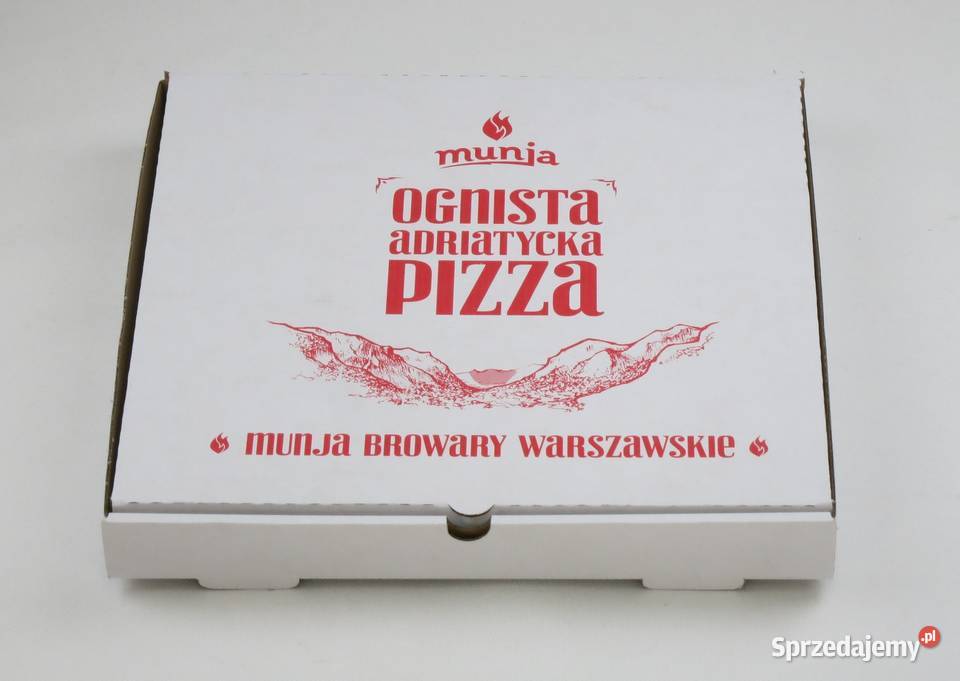 munja
OGNISTA
ADRIATYCKA
PIZZA
MUNJA BROWARY WARSZAWSKIE
Sprzedajemy.pl